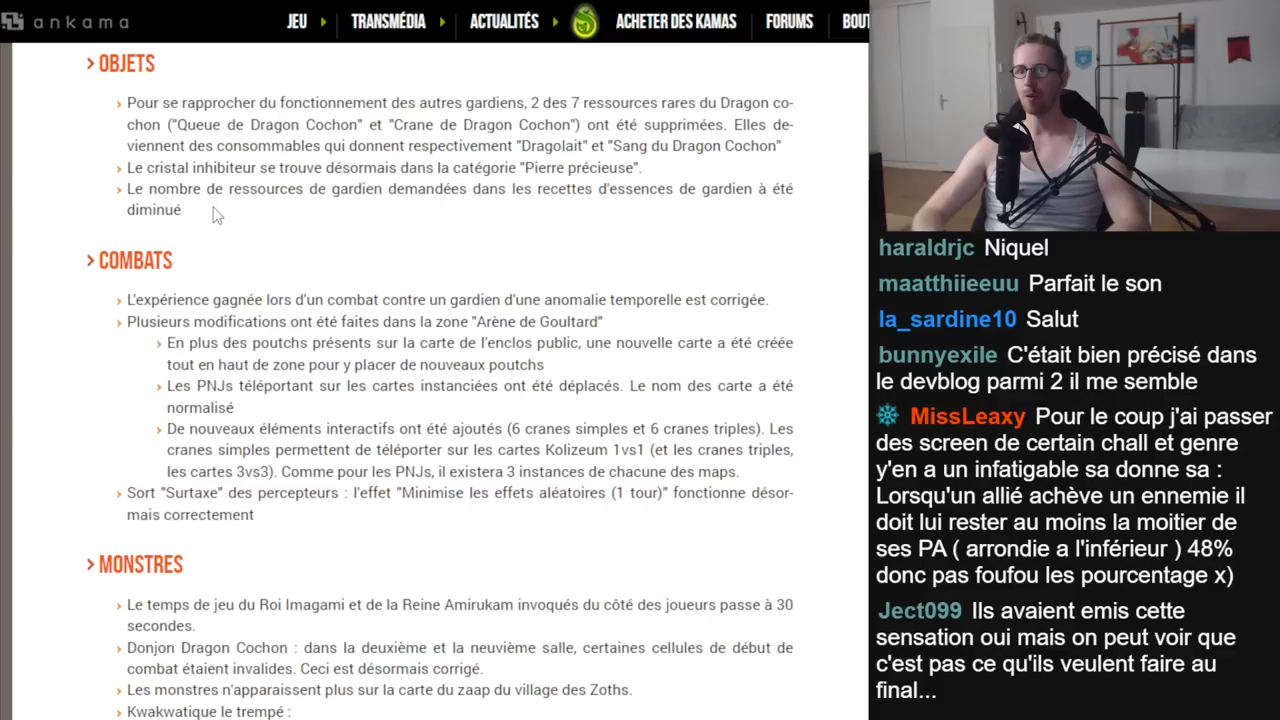 ankama
JEU
TRANSMÉDIA
ACTUALITÉS
ACHETER DES KAMAS
FORUMS
BOUT
OBJETS
Pour se rapprocher du fonctionnement des autres gardiens, 2 des 7 ressources rares du Dragon co-
chon ("Queue de Dragon Cochon" et "Crane de Dragon Cochon") ont été supprimées. Elles de-
viennent des consommables qui donnent respectivement "Dragolait" et "Sang du Dragon Cochon"
Le cristal inhibiteur se trouve désormais dans la catégorie "Pierre précieuse".
Le nombre de ressources de gardien demandées dans les recettes d'essences de gardien à été
diminué
COMBATS
L'expérience gagnée lors d'un combat contre un gardien d'une anomalie temporelle est corrigée.
Plusieurs modifications ont été faites dans la zone "Arène de Goultard"
En plus des poutchs présents sur la carte de l'enclos public, une nouvelle carte a été créée
tout en haut de zone pour y placer de nouveaux poutchs
Les PNJs téléportant sur les cartes instanciées ont été déplacés. Le nom des carte a été
normalisé
De nouveaux éléments interactifs ont été ajoutés (6 cranes simples et 6 cranes triples). Les
cranes simples permettent de téléporter sur les cartes Kolizeum 1vs1 (et les cranes triples,
les cartes 3vs3). Comme pour les PNJs, il existera 3 instances de chacune des maps.
Sort "Surtaxe" des percepteurs : l'effet "Minimise les effets aléatoires (1 tour)" fonctionne désor-
mais correctement
MONSTRES
Le temps de jeu du Roi Imagami et de la Reine Amirukam invoqués du côté des joueurs passe à 30
secondes.
Donjon Dragon Cochon : dans la deuxième et la neuvième salle, certaines cellules de début de
combat étaient invalides. Ceci est désormais corrigé.
Les monstres n'apparaissent plus sur la carte du zaap du village des Zoths.
Kwakwatique le trempé :
haraldrjc Niquel
maatthiieeuu Parfait le son
la_sardine10 Salut
bunnyexile C'était bien précisé dans
le devblog parmi 2 il me semble
MissLeaxy Pour le coup j'ai passer
des screen de certain chall et genre
y'en a un infatigable sa donne sa :
Lorsqu'un allié achève un ennemie il
doit lui rester au moins la moitier de
ses PA ( arrondie a l'inférieur ) 48%
donc pas foufou les pourcentage x)
Ject099 Ils avaient emis cette
sensation oui mais on peut voir que
c'est pas ce qu'ils veulent faire au
final...